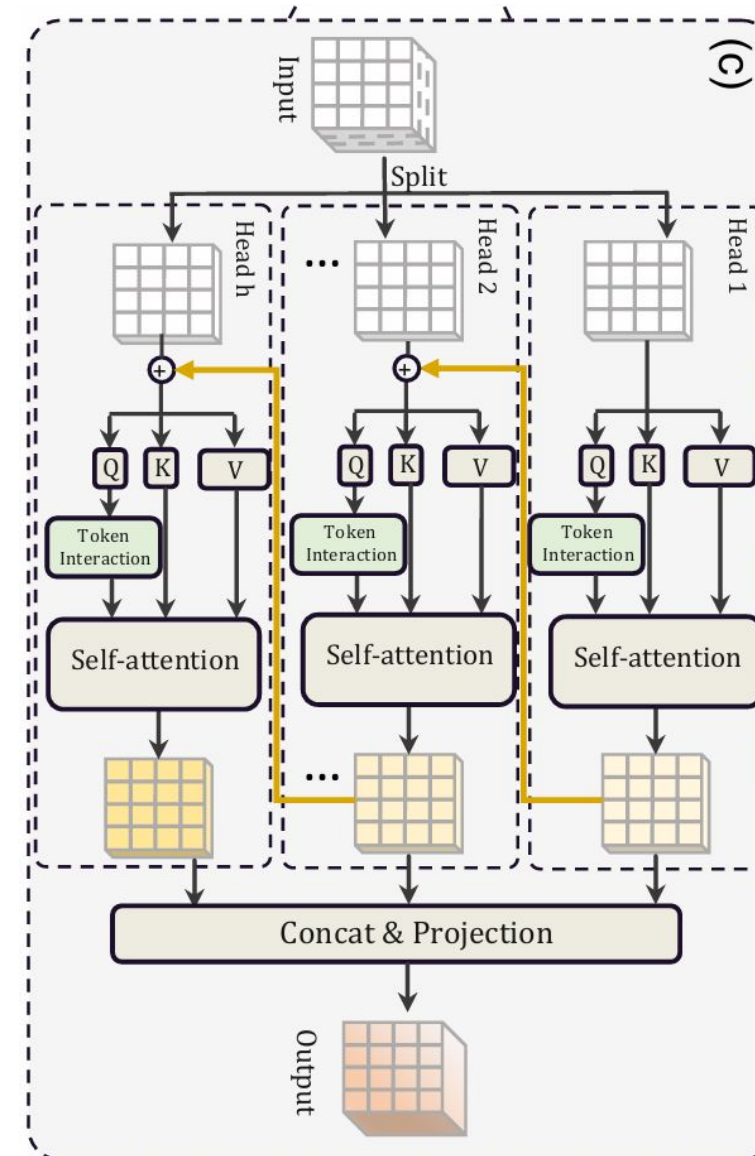 (c)
Input
Split
Head h
...
Head 2
Head 1
+
+
Q
K
V
Q
K
V
Q
K
V
Token
Interaction
Token
Interaction
Token
Interaction
Self-attention
Self-attention
Self-attention
...
Concat & Projection
Output